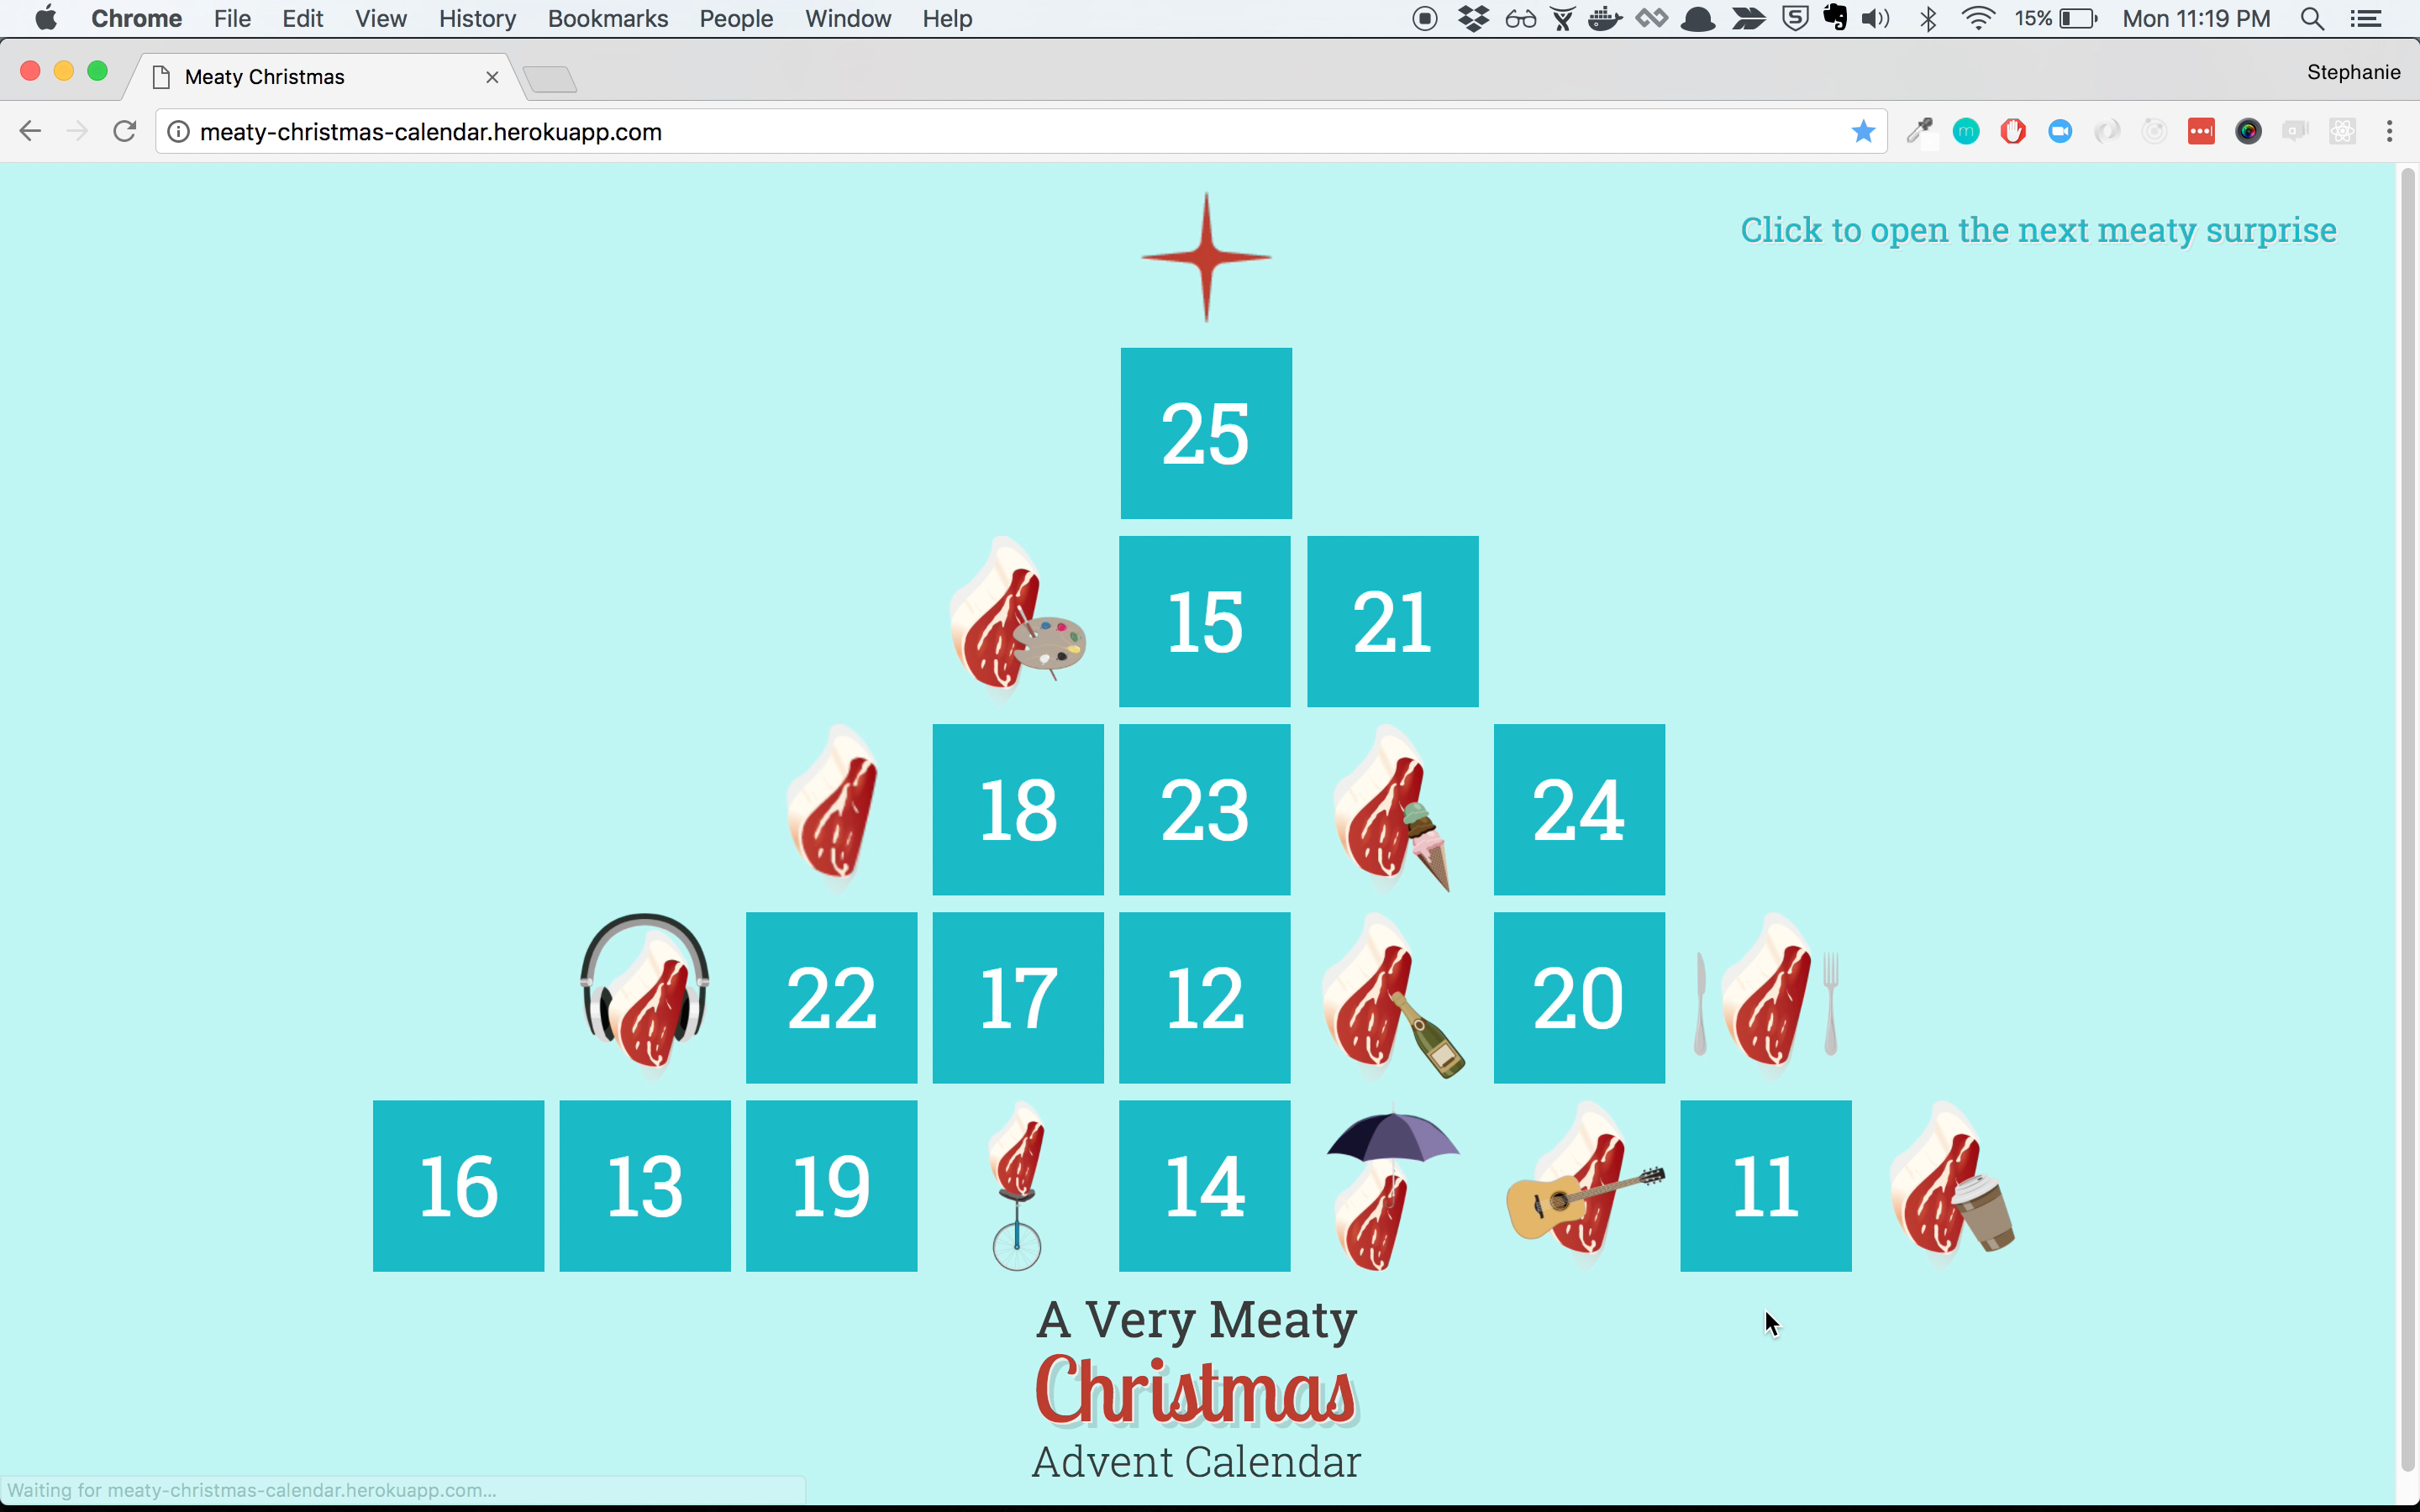 Chrome File Edit View History Bookmarks People Window Help 15% Mon 11:19 PM
Meaty Christmas Stephanie
meaty-christmas-calendar.herokuapp.com
Click to open the next meaty surprise
25
15 21
18 23 24
22 17 12 20
16 13 19 14 11
A Very Meaty
Christmas
Advent Calendar
Waiting for meaty-christmas-calendar.herokuapp.com...